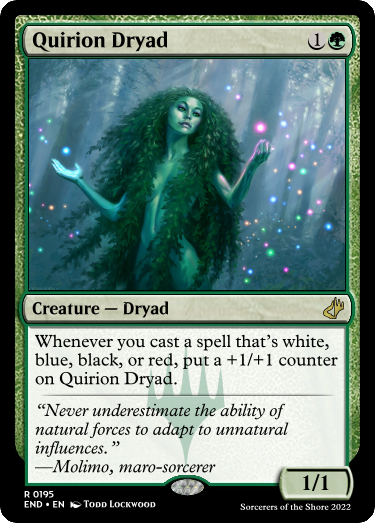 Quirion Dryad 1
Creature — Dryad
Whenever you cast a spell that's white,
blue, black, or red, put a +1/+1 counter
on Quirion Dryad.
“Never underestimate the ability of
natural forces to adapt to unnatural
influences.”
—Molimo, maro-sorcerer
1/1
R 0195
END • EN Todd Lockwood
Sorcerers of the Shore 2022